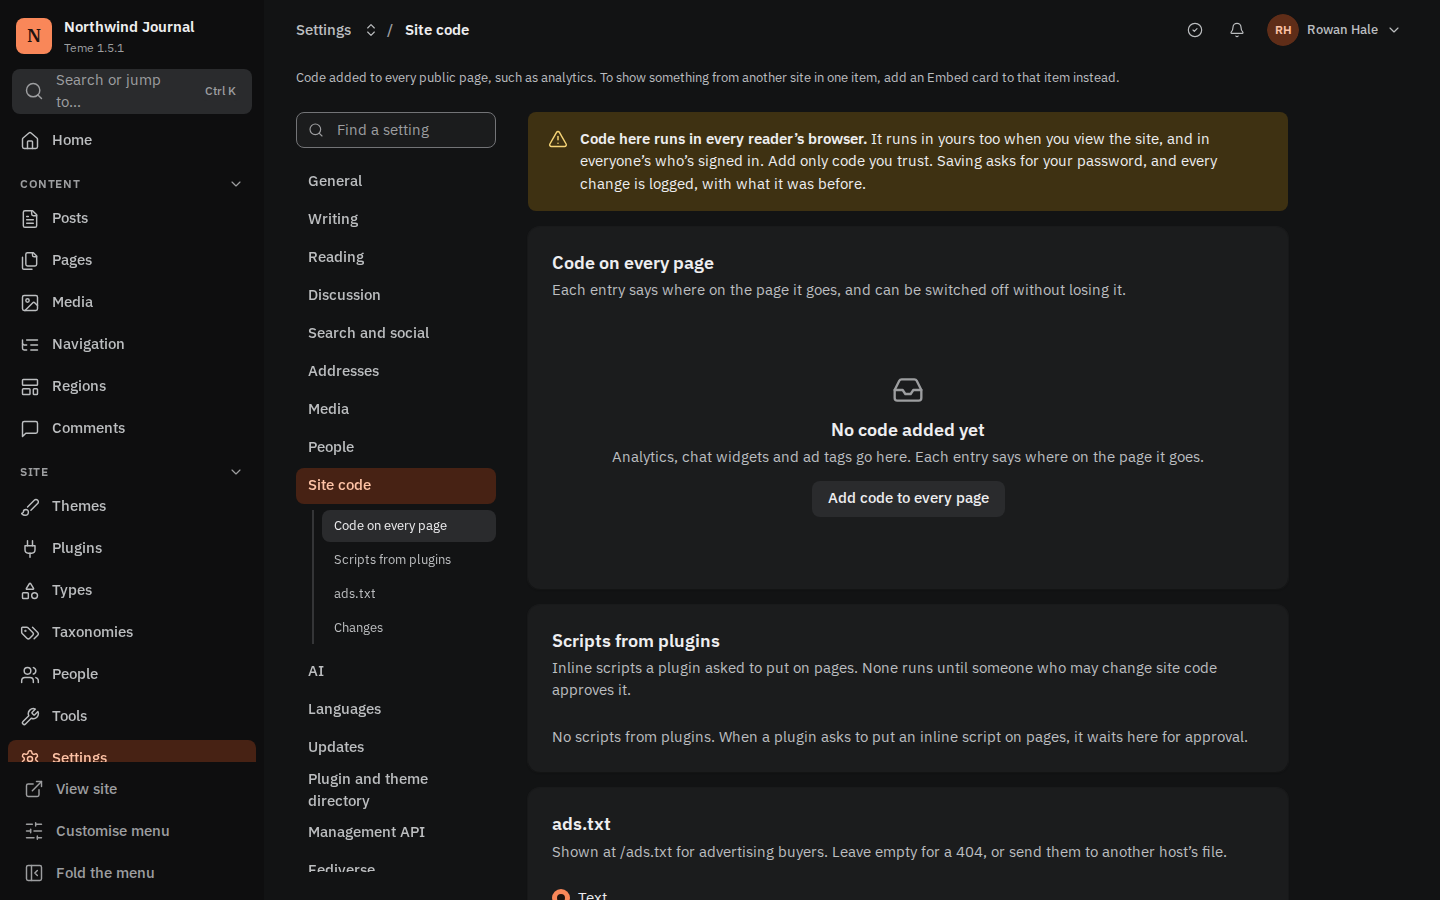 N
Northwind Journal
Teme 1.5.1
Search or jump to...
Ctrl K
Home
CONTENT
Posts
Pages
Media
Navigation
Regions
Comments
SITE
Themes
Plugins
Types
Taxonomies
People
Tools
Settings
View site
Customise menu
Fold the menu
Settings / Site code
RH
Rowan Hale
Code added to every public page, such as analytics. To show something from another site in one item, add an Embed card to that item instead.
Find a setting
General
Writing
Reading
Discussion
Search and social
Addresses
Media
People
Site code
Code on every page
Scripts from plugins
ads.txt
Changes
AI
Languages
Updates
Plugin and theme
directory
Management API
Fediverse
Code here runs in every reader’s browser. It runs in yours too when you view the site, and in
everyone’s who’s signed in. Add only code you trust. Saving asks for your password, and every
change is logged, with what it was before.
Code on every page
Each entry says where on the page it goes, and can be switched off without losing it.
No code added yet
Analytics, chat widgets and ad tags go here. Each entry says where on the page it goes.
Add code to every page
Scripts from plugins
Inline scripts a plugin asked to put on pages. None runs until someone who may change site code
approves it.
No scripts from plugins. When a plugin asks to put an inline script on pages, it waits here for approval.
ads.txt
Shown at /ads.txt for advertising buyers. Leave empty for a 404, or send them to another host’s file.
Text